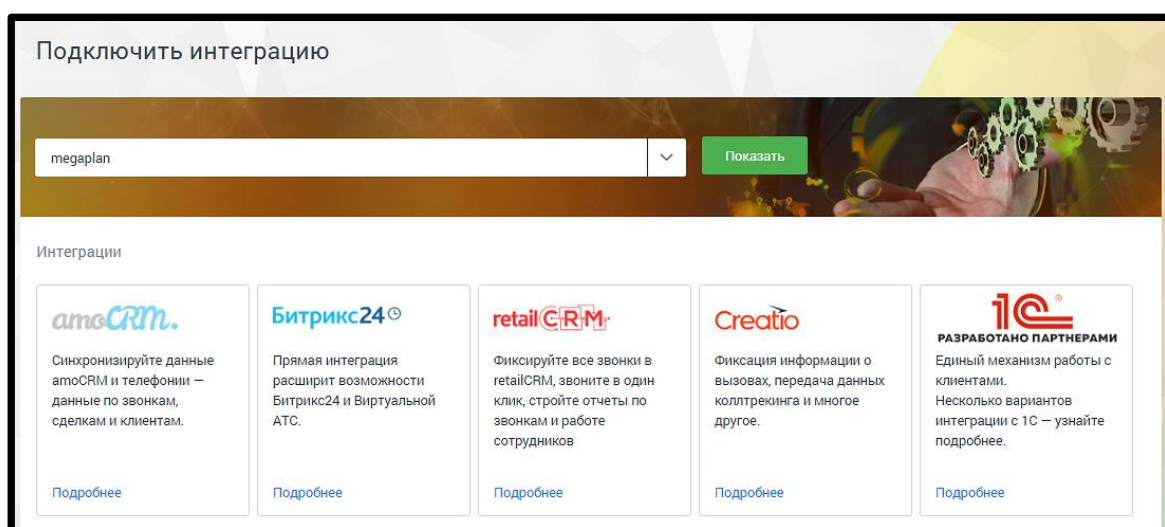 Подключить интеграцию
megaplan
Показать
Интеграции
amoCRM.
Синхронизируйте данные
amoCRM и телефонии —
данные по звонкам,
сделкам и клиентам.
Подробнее
Битрикс24
Прямая интеграция
расширит возможности
Битрикс24 и Виртуальной
АТС.
Подробнее
retailCRM
Фиксируйте все звонки в
retailCRM, звоните в один
клик, стройте отчеты по
звонкам и работе
сотрудников
Подробнее
Creatio
Фиксация информации о
вызовах, передача данных
коллтрекинга и многое
другое.
Подробнее
1С®
РАЗРАБОТАНО ПАРТНЕРАМИ
Единый механизм работы с
клиентами.
Несколько вариантов
интеграции с 1С — узнайте
подробнее.
Подробнее